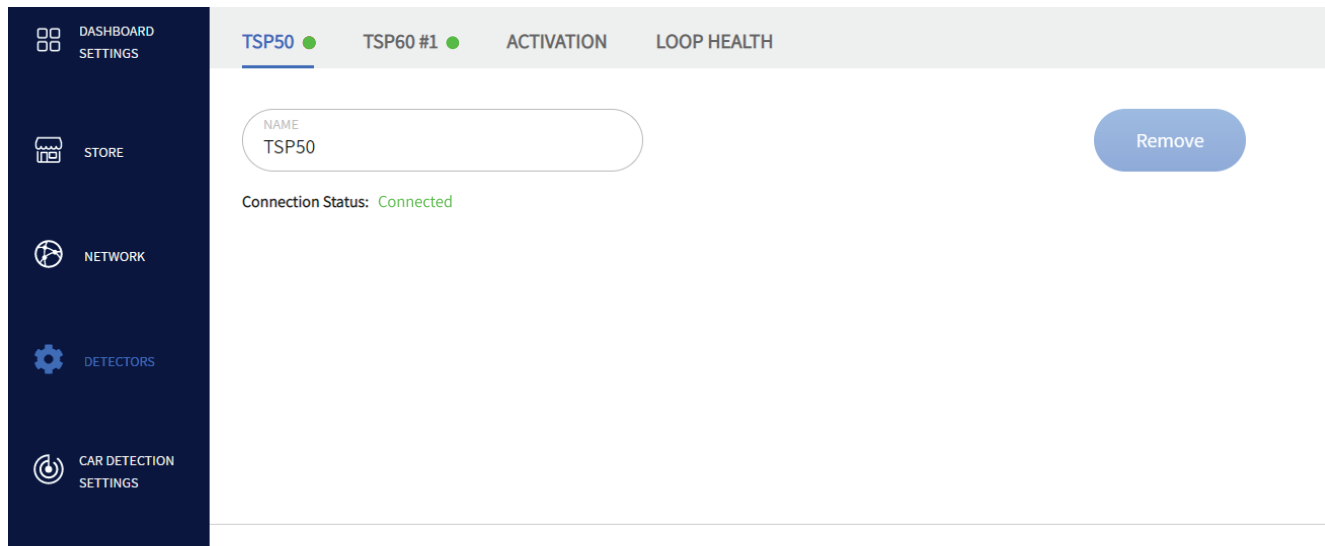 DASHBOARD
SETTINGS
STORE
NETWORK
DETECTORS
CAR DETECTION
SETTINGS
TSP50 TSP60 #1 ACTIVATION LOOP HEALTH
NAME
TSP50
Remove
Connection Status: Connected